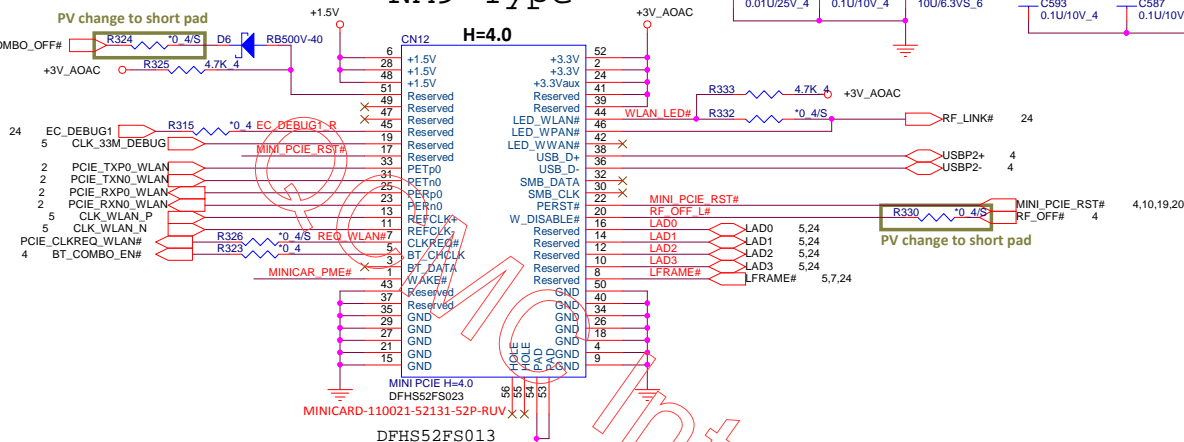 PV change to short pad
+1.5V
+3V_AOAC
0.01U/25V_4
0.1U/10V_4
10U/6.3VS_6
C593
0.1U/10V_4
C587
0.1U/10V
OMBO_OFF#
R324
*0_4/S
D6
RB500V-40
+3V_AOAC
R325
4.7K_4
CN12
H=4.0
6 +1.5V
28 +1.5V
48 +1.5V
51 Reserved
49 Reserved
47 Reserved
45 Reserved
19 Reserved
17 Reserved
33 PETp0
31 PETn0
25 PERp0
23 PERn0
13 REFCLK+
11 REFCLK-
7 CLKREQ#
5 BT_CHCLK
3 BT_DATA
1 WAKE#
43 Reserved
37 Reserved
35 GND
29 GND
27 GND
21 GND
15 GND
+3.3V 52
+3.3V 2
+3.3Vaux 24
Reserved 41
Reserved 39
LED_WLAN# 44
LED_WPAN# 46
LED_WWAN# 42
USB_D+ 38
USB_D- 36
SMB_DATA 32
SMB_CLK 30
PERST# 22
W_DISABLE# 20
Reserved 16
Reserved 14
Reserved 12
Reserved 10
Reserved 8
GND 50
GND 40
GND 34
GND 26
GND 18
GND 4
GND 9
HOLE 56
HOLE 55
PAD 54
PAD 53
24 EC_DEBUG1
R315
*0_4
EC_DEBUG1_R
5 CLK_33M_DEBUG
MINI_PCIE_RST#
2 PCIE_TXP0_WLAN
2 PCIE_TXN0_WLAN
2 PCIE_RXP0_WLAN
2 PCIE_RXN0_WLAN
5 CLK_WLAN_P
5 CLK_WLAN_N
PCIE_CLKREQ_WLAN#
R326
*0_4/S
REQ_WLAN#
4 BT_COMBO_EN#
R323
*0_4
MINICAR_PME#
R333
4.7K_4
+3V_AOAC
WLAN_LED#
R332
*0_4/S
RF_LINK# 24
USBP2+ 4
USBP2- 4
MINI_PCIE_RST#
RF_OFF_L#
R330
*0_4/S
MINI_PCIE_RST# 4,10,19,20
RF_OFF# 4
PV change to short pad
LAD0
LAD0 5,24
LAD1
LAD1 5,24
LAD2
LAD2 5,24
LAD3
LAD3 5,24
LFRAME#
LFRAME# 5,7,24
MINI PCIE H=4.0
DFHS52FS023
MINICARD-110021-52131-52P-RUV
DFHS52FS013